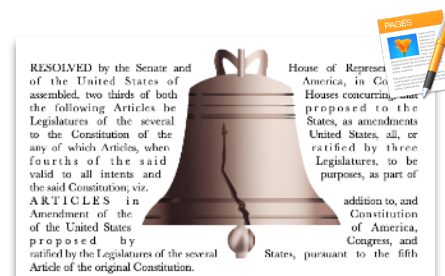 PAGES
RESOLVED by the Senate and House of
of the United States of America, in
assembled, two thirds of both Houses concurring,
the following Articles be proposed to the
Legislatures of the several States, as amendments
to the Constitution of the United States, all, or
any of which Articles, when ratified by three
fourths of the said Legislatures, to be
valid to all intents and purposes, as part of
the said Constitution; viz.
ARTICLES in addition to, and
Amendment of the Constitution
of the United States of America,
proposed by Congress, and
ratified by the Legislatures of the several States, pursuant to the fifth
Article of the original Constitution.